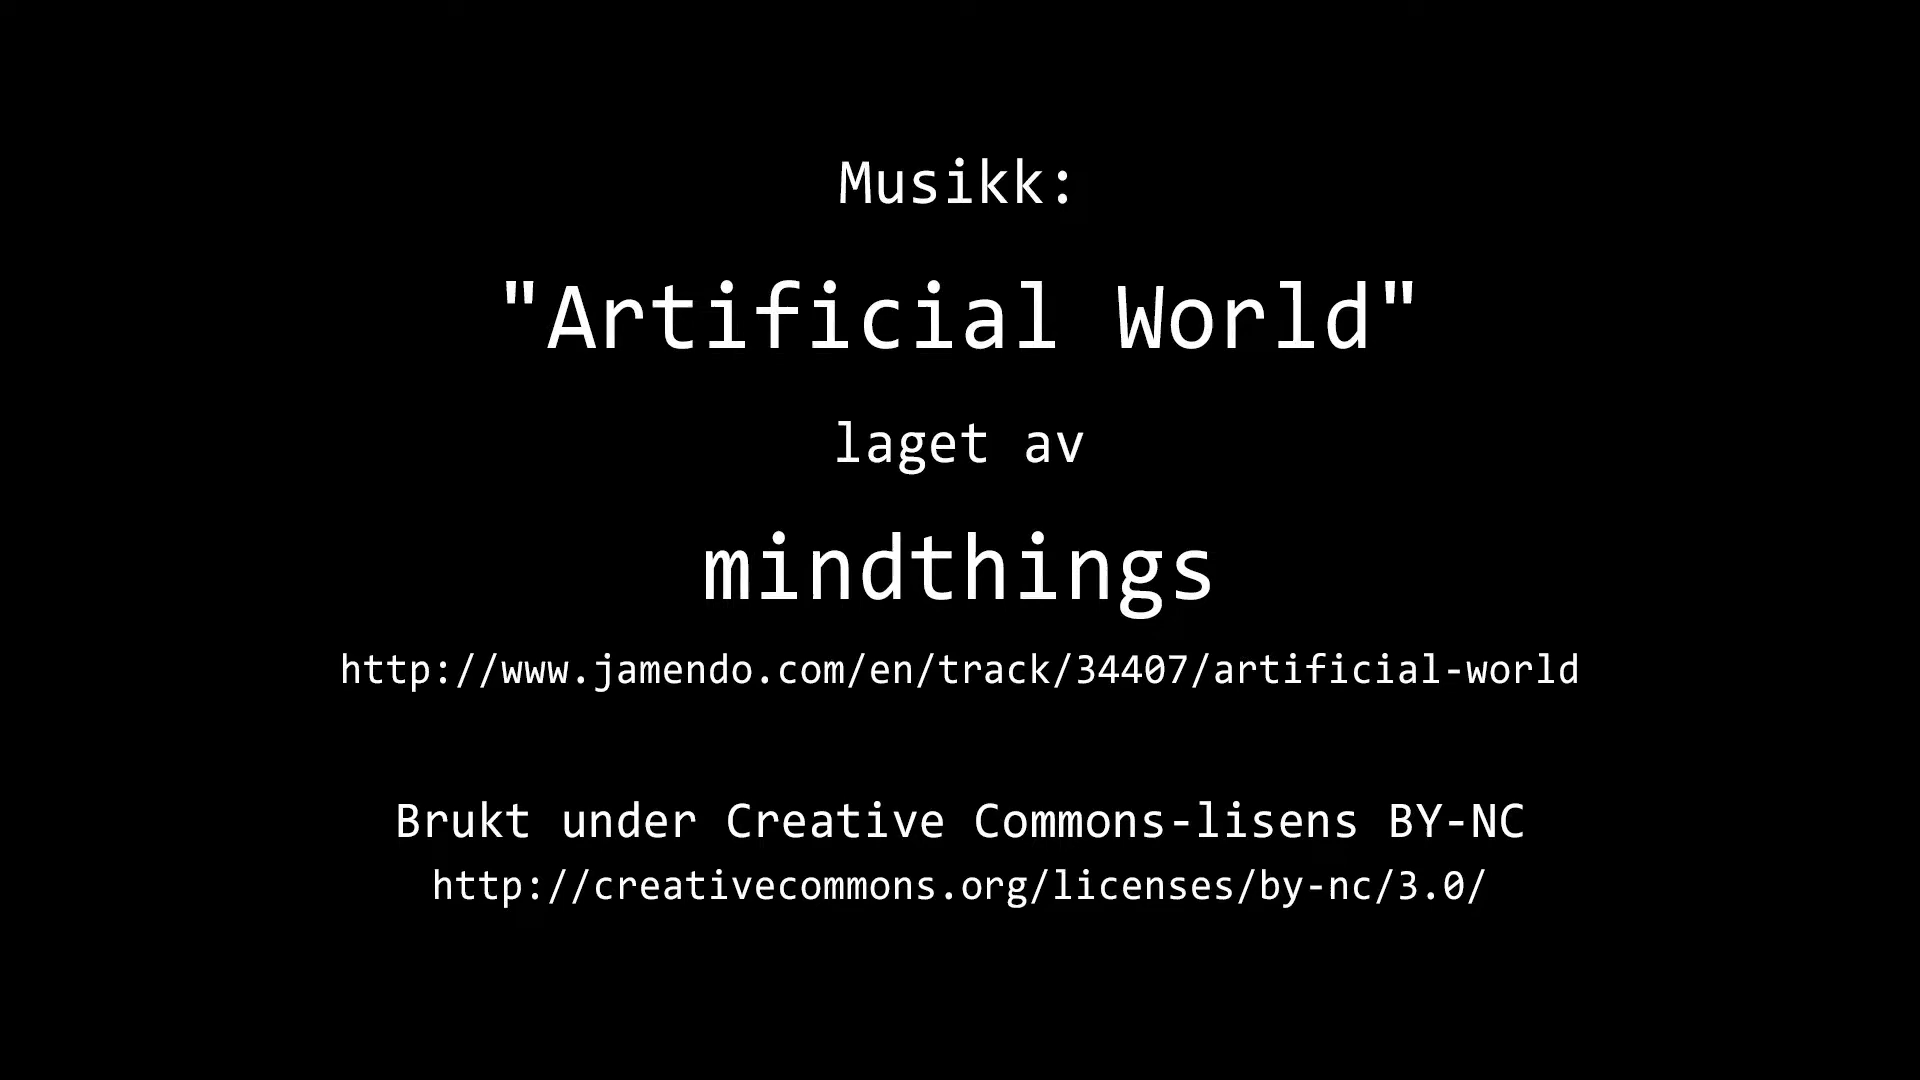 Musikk:
"Artificial World"
laget av
mindthings
http://www.jamendo.com/en/track/34407/artificial-world
Brukt under Creative Commons-lisens BY-NC
http://creativecommons.org/licenses/by-nc/3.0/